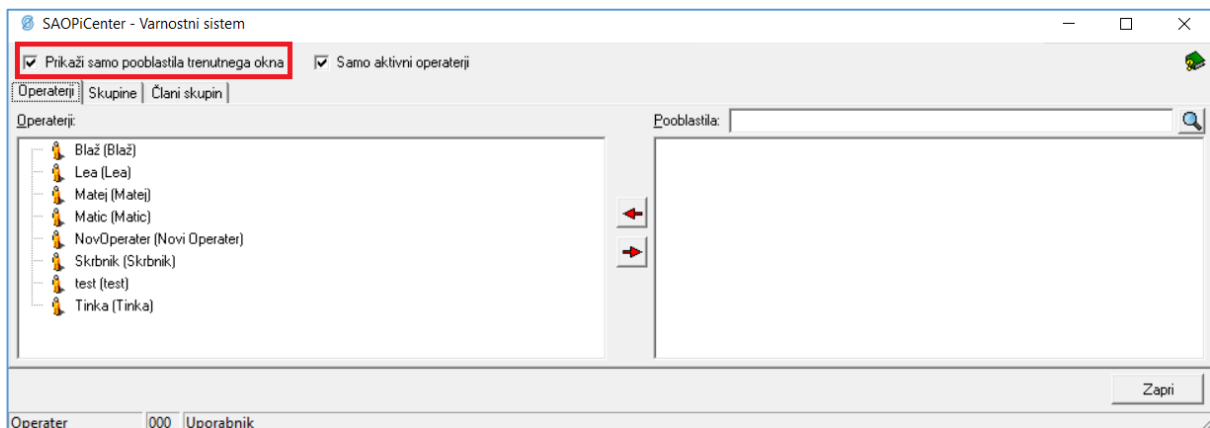 SAOPiCenter - Varnostni sistem
Prikaži samo pooblastila trenutnega okna Samo aktivni operaterji
Operaterji Skupine Člani skupin
Operaterji: Pooblastila:
Blaž (Blaž)
Lea (Lea)
Matej (Matej)
Matic (Matic)
NovOperater (Novi Operater)
Skrbnik (Skrbnik)
test (test)
Tinka (Tinka)
Zapri
Operater 000 Uporabnik